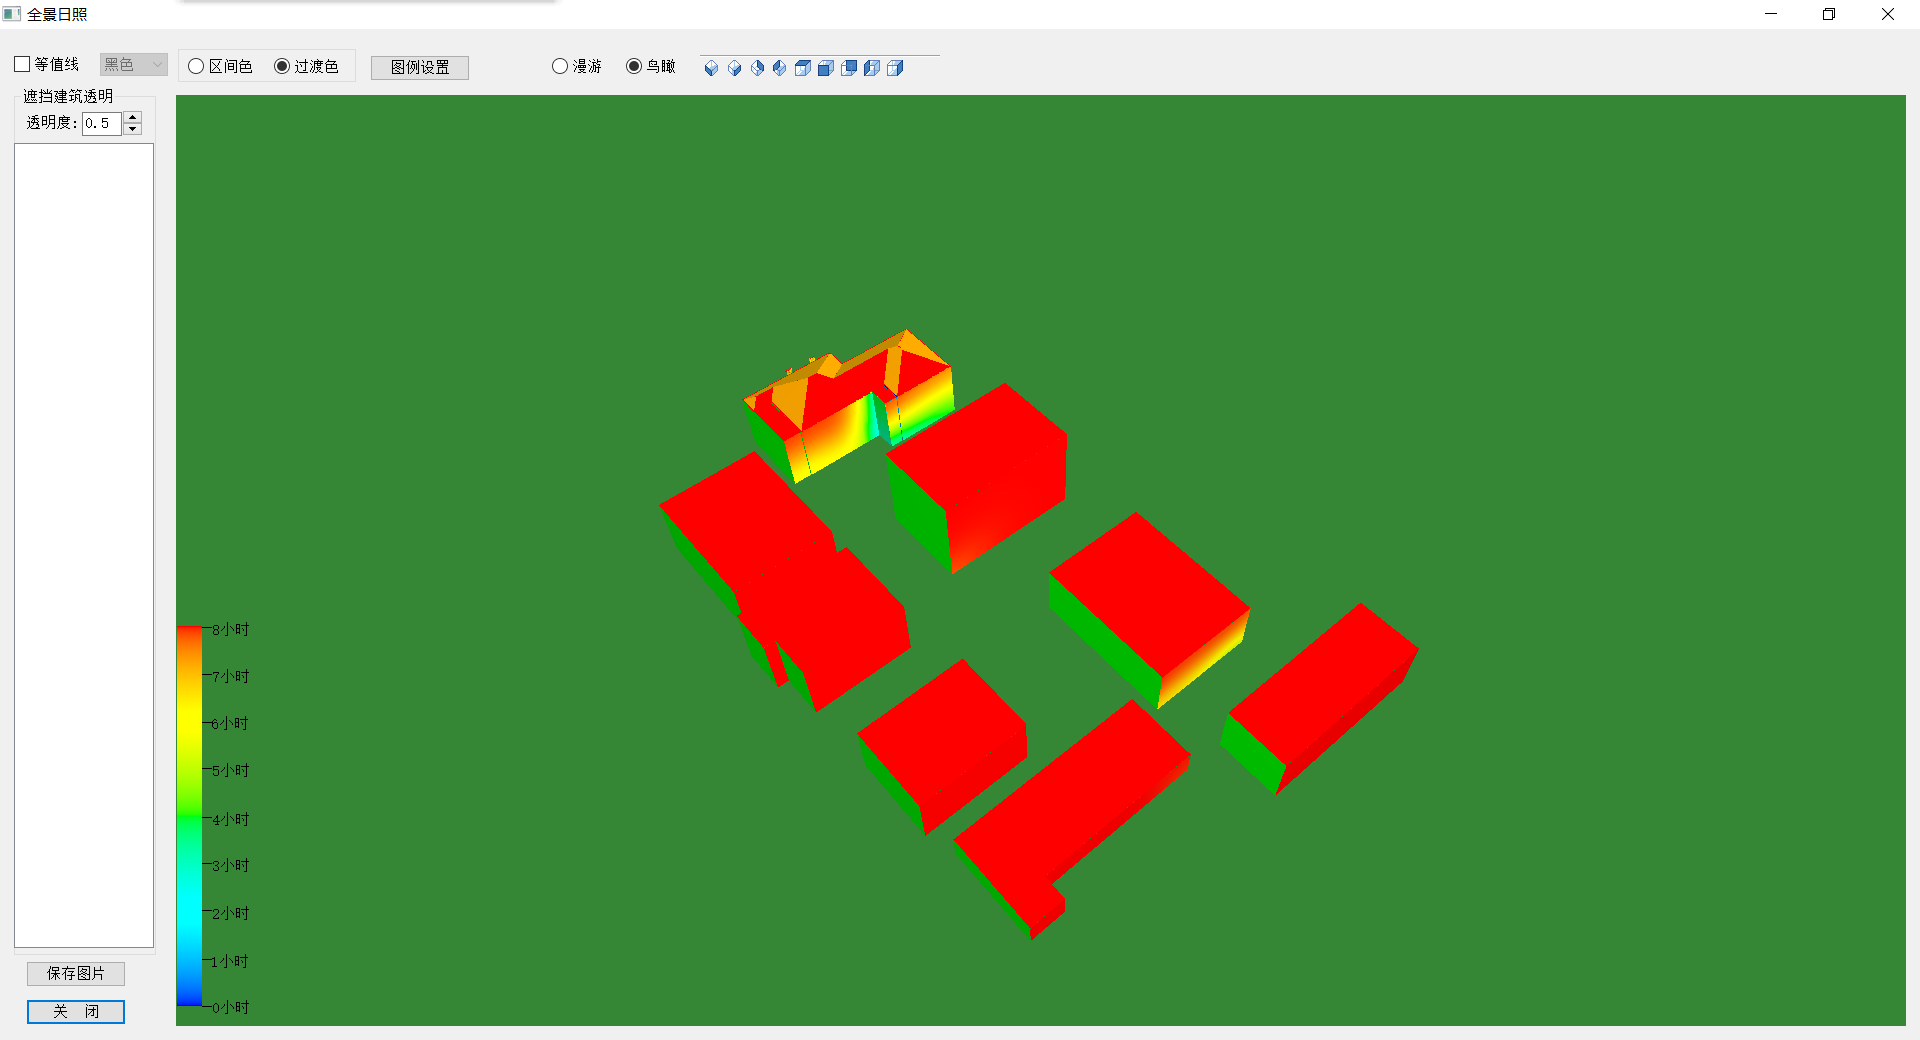 全景日照
等值线 黑色 区间色 过渡色 图例设置 漫游 鸟瞰
遮挡建筑透明
透明度: 0.5
8小时
7小时
6小时
5小时
4小时
3小时
2小时
1小时
0小时
保存图片
关 闭